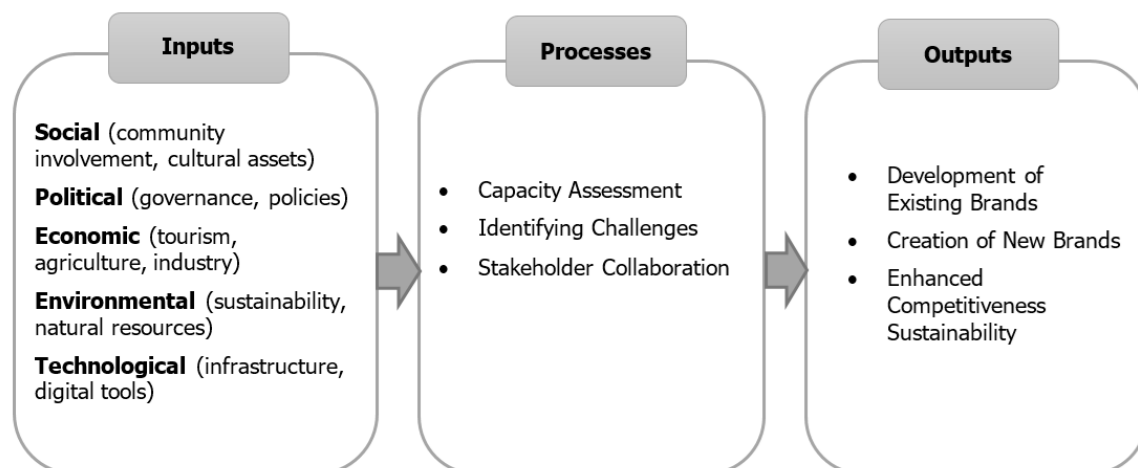 Inputs
Social (community
involvement, cultural assets)
Political (governance, policies)
Economic (tourism,
agriculture, industry)
Environmental (sustainability,
natural resources)
Technological (infrastructure,
digital tools)
Processes
• Capacity Assessment
• Identifying Challenges
• Stakeholder Collaboration
Outputs
• Development of
Existing Brands
• Creation of New Brands
• Enhanced
Competitiveness
Sustainability